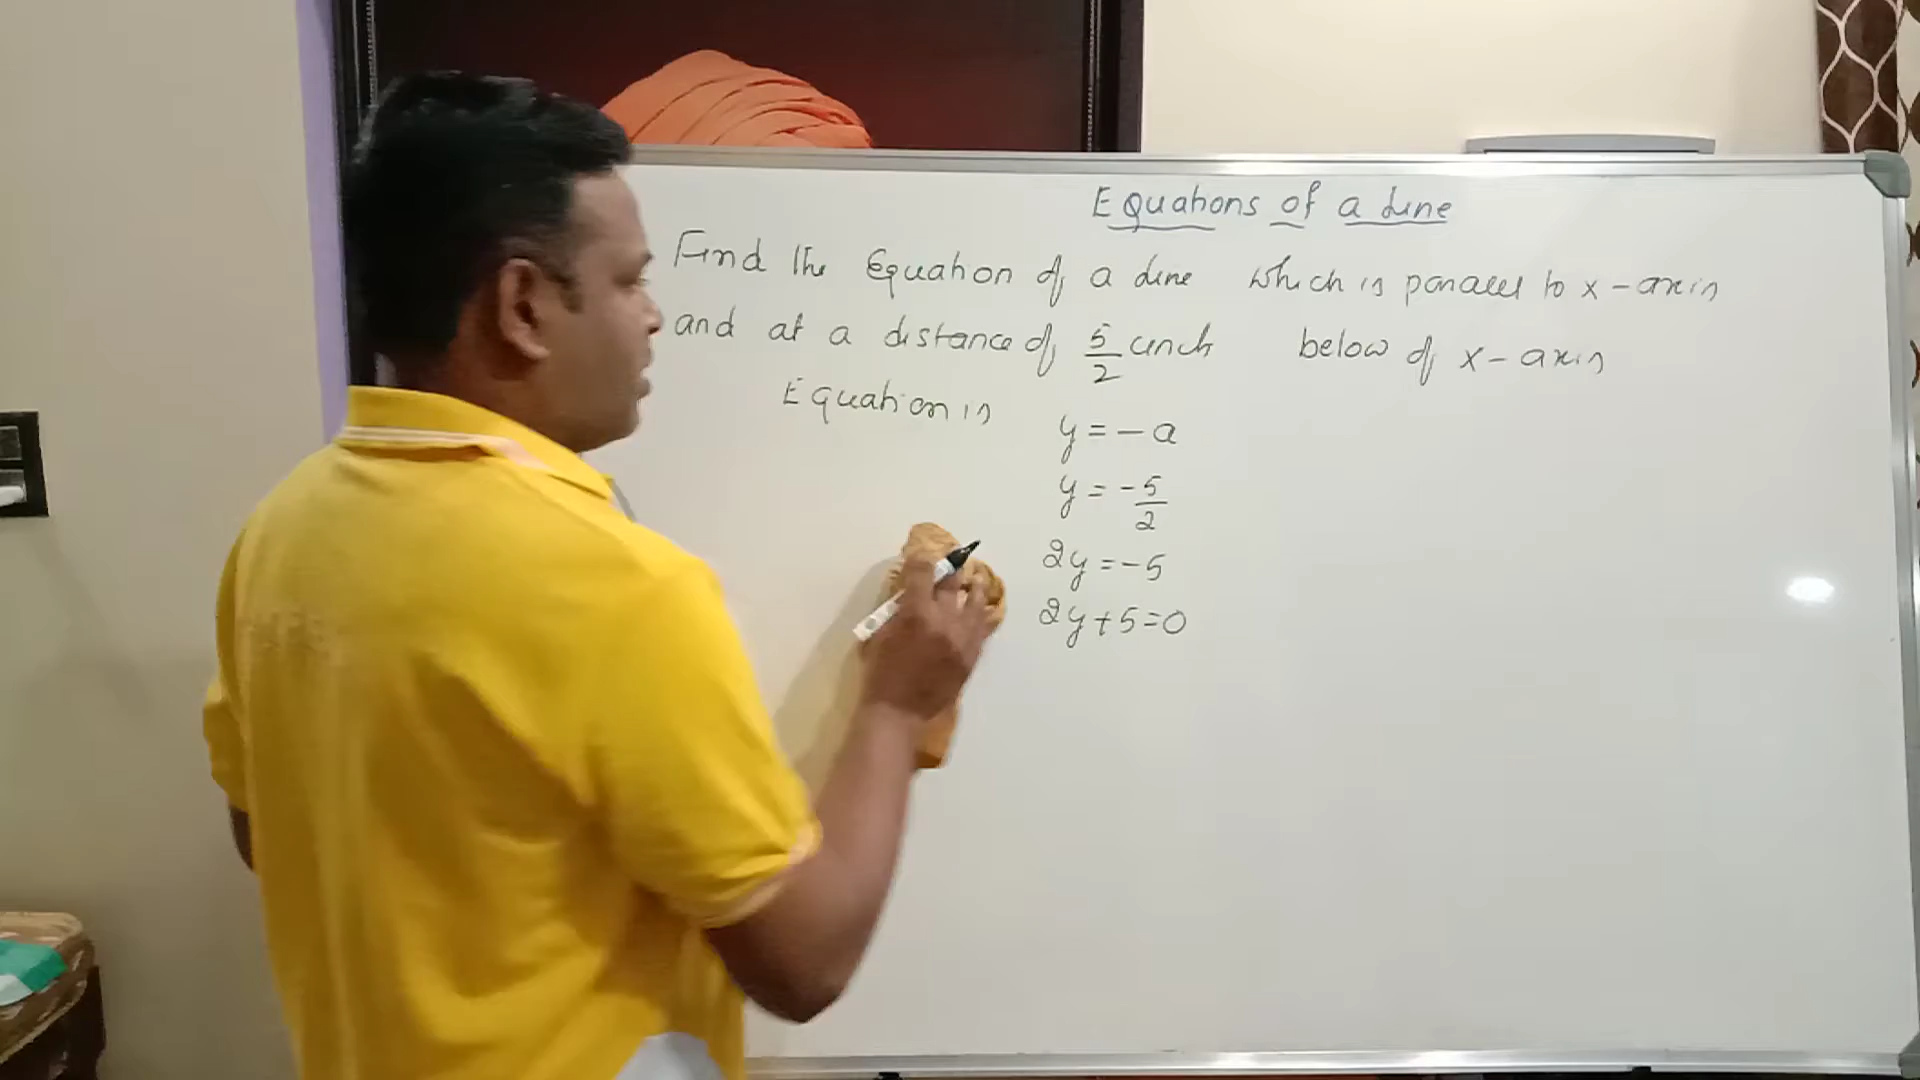 Equations of a Line
Find the Equation of a line which is parallel to x-axis
and at a distance of 5/2 units below of x-axis
Equation is
y = -a
y = -5/2
2y = -5
2y+5=0